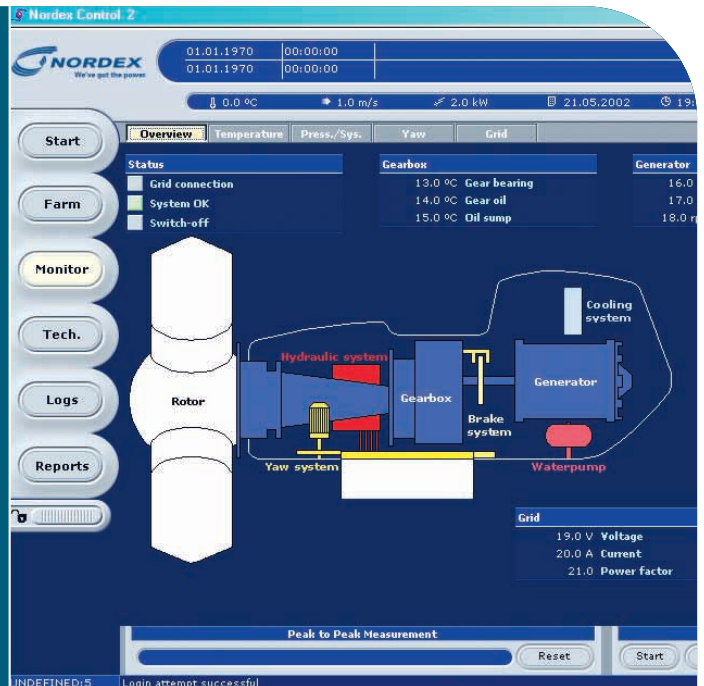 Nordex Control 2
NORDEX
We've got the power
01.01.1970 00:00:00
01.01.1970 00:00:00
0.0 ºC 1.0 m/s 2.0 kW 21.05.2002 19:
Start
Farm
Monitor
Tech.
Logs
Reports
Overview Temperature Press./Sys. Yaw Grid
Status
Grid connection
System OK
Switch-off
Gearbox
13.0 ºC Gear bearing
14.0 ºC Gear oil
15.0 ºC Oil sump
Generator
16.0
17.0
18.0
Cooling
system
Hydraulic system
Rotor
Gearbox
Generator
Brake
system
Yaw system
Waterpump
Grid
19.0 V Voltage
20.0 A Current
21.0 Power factor
Peak to Peak Measurement
Reset
Start
UNDEFINED:5 Login attempt successful